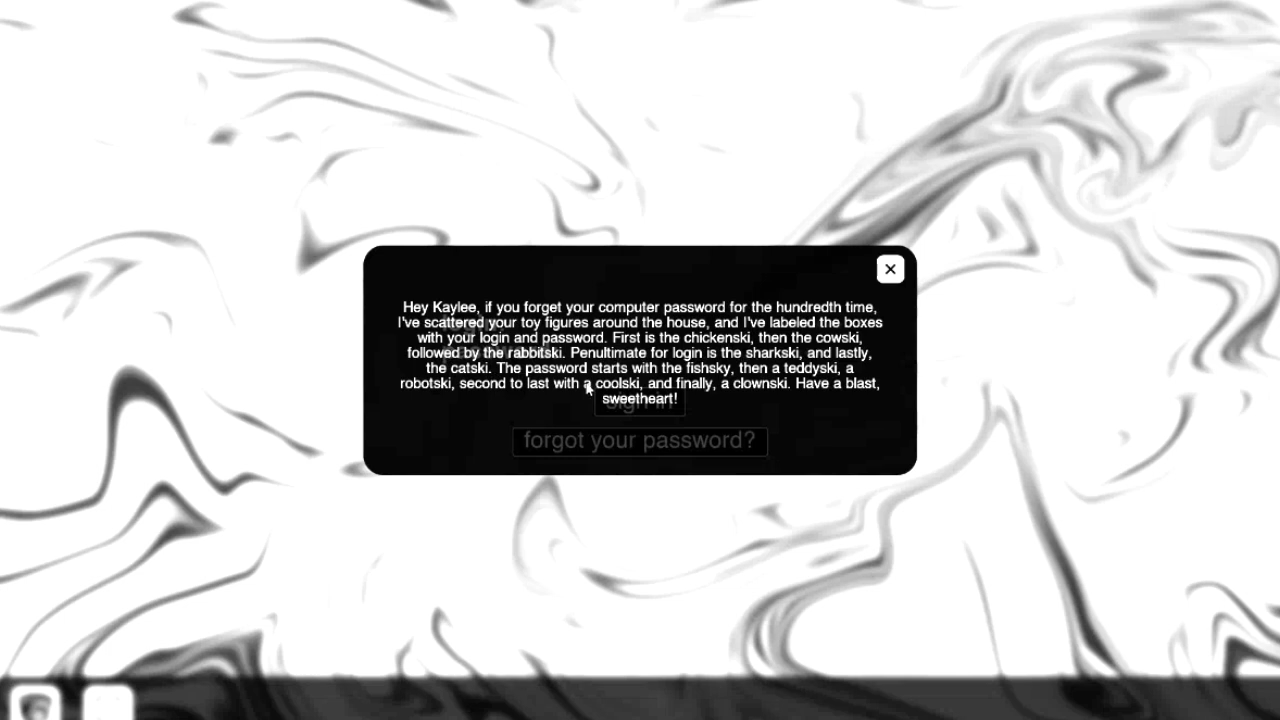 Hey Kaylee, if you forget your computer password for the hundredth time,
I've scattered your toy figures around the house, and I've labeled the boxes
with your login and password. First is the chickenski, then the cowski,
followed by the rabbitski. Penultimate for login is the sharkski, and lastly,
the catski. The password starts with the fishsky, then a teddyski, a
robotski, second to last with a coolski, and finally, a clownski. Have a blast,
sweetheart!
sign in
forgot your password?